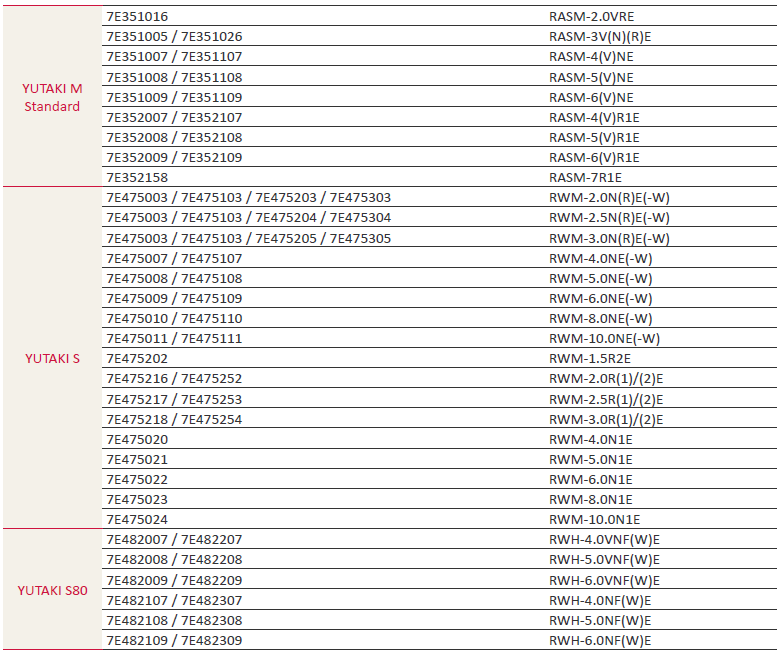 YUTAKI M
Standard
7E351016 RASM-2.0VRE
7E351005 / 7E351026 RASM-3V(N)(R)E
7E351007 / 7E351107 RASM-4(V)NE
7E351008 / 7E351108 RASM-5(V)NE
7E351009 / 7E351109 RASM-6(V)NE
7E352007 / 7E352107 RASM-4(V)R1E
7E352008 / 7E352108 RASM-5(V)R1E
7E352009 / 7E352109 RASM-6(V)R1E
7E352158 RASM-7R1E
YUTAKI S
7E475003 / 7E475103 / 7E475203 / 7E475303 RWM-2.0N(R)E(-W)
7E475003 / 7E475103 / 7E475204 / 7E475304 RWM-2.5N(R)E(-W)
7E475003 / 7E475103 / 7E475205 / 7E475305 RWM-3.0N(R)E(-W)
7E475007 / 7E475107 RWM-4.0NE(-W)
7E475008 / 7E475108 RWM-5.0NE(-W)
7E475009 / 7E475109 RWM-6.0NE(-W)
7E475010 / 7E475110 RWM-8.0NE(-W)
7E475011 / 7E475111 RWM-10.0NE(-W)
7E475202 RWM-1.5R2E
7E475216 / 7E475252 RWM-2.0R(1)/(2)E
7E475217 / 7E475253 RWM-2.5R(1)/(2)E
7E475218 / 7E475254 RWM-3.0R(1)/(2)E
7E475020 RWM-4.0N1E
7E475021 RWM-5.0N1E
7E475022 RWM-6.0N1E
7E475023 RWM-8.0N1E
7E475024 RWM-10.0N1E
YUTAKI S80
7E482007 / 7E482207 RWH-4.0VNF(W)E
7E482008 / 7E482208 RWH-5.0VNF(W)E
7E482009 / 7E482209 RWH-6.0VNF(W)E
7E482107 / 7E482307 RWH-4.0NF(W)E
7E482108 / 7E482308 RWH-5.0NF(W)E
7E482109 / 7E482309 RWH-6.0NF(W)E